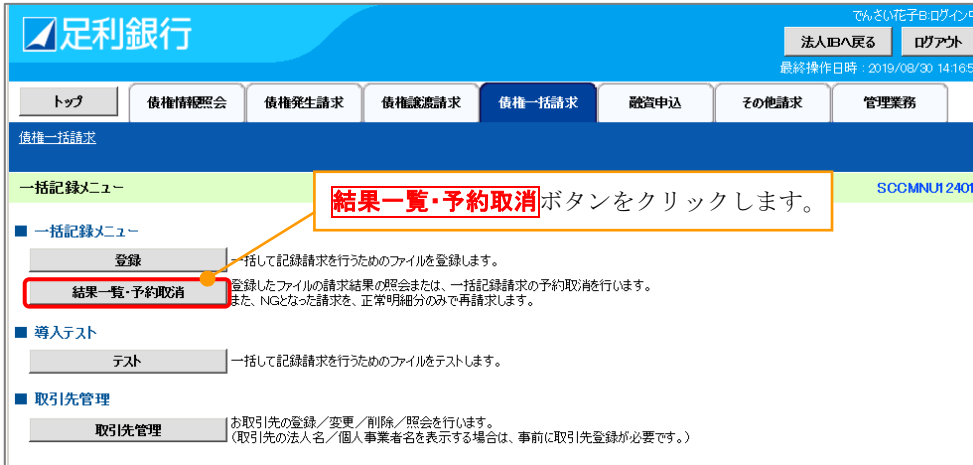 足利銀行
でんさい花子B:ログイン
法人IBへ戻る ログアウト
最終操作日時：2019/08/30 14:16:5
トップ 債権情報照会 債権発生請求 債権譲渡請求 債権一括請求 融資申込 その他請求 管理業務
債権一括請求
一括記録メニュー SCCMNU12401
結果一覧・予約取消ボタンをクリックします。
■ 一括記録メニュー
登録 一括して記録請求を行うためのファイルを登録します。
結果一覧・予約取消 登録したファイルの請求結果の照会または、一括記録請求の予約取消を行います。
また、NGとなった請求を、正常明細分のみで再請求します。
■ 導入テスト
テスト 一括して記録請求を行うためのファイルをテストします。
■ 取引先管理
取引先管理 お取引先の登録／変更／削除／照会を行います。
（取引先の法人名／個人事業者名を表示する場合は、事前に取引先登録が必要です。）